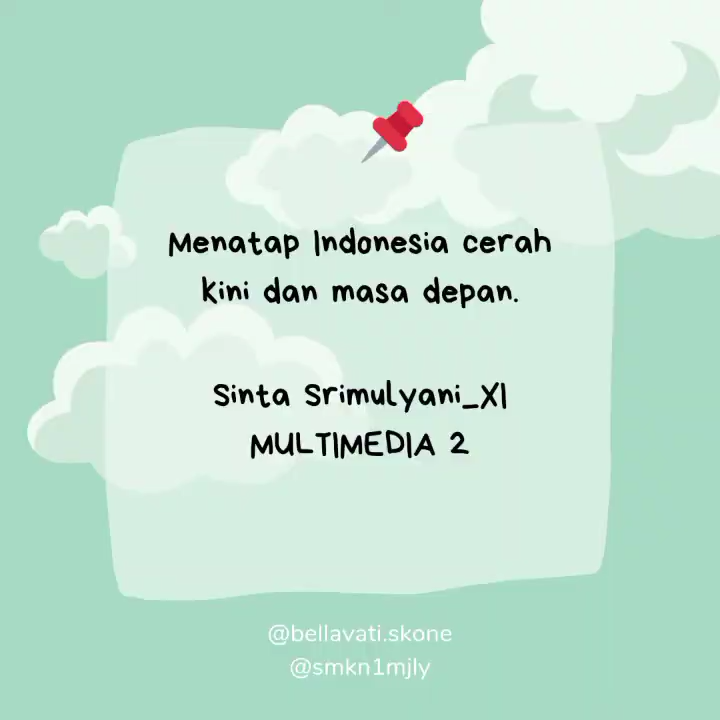 Menatap Indonesia cerah
kini dan masa depan.
Sinta Srimulyani_XI
MULTIMEDIA 2
@bellavati.skone
@smkn1mjly